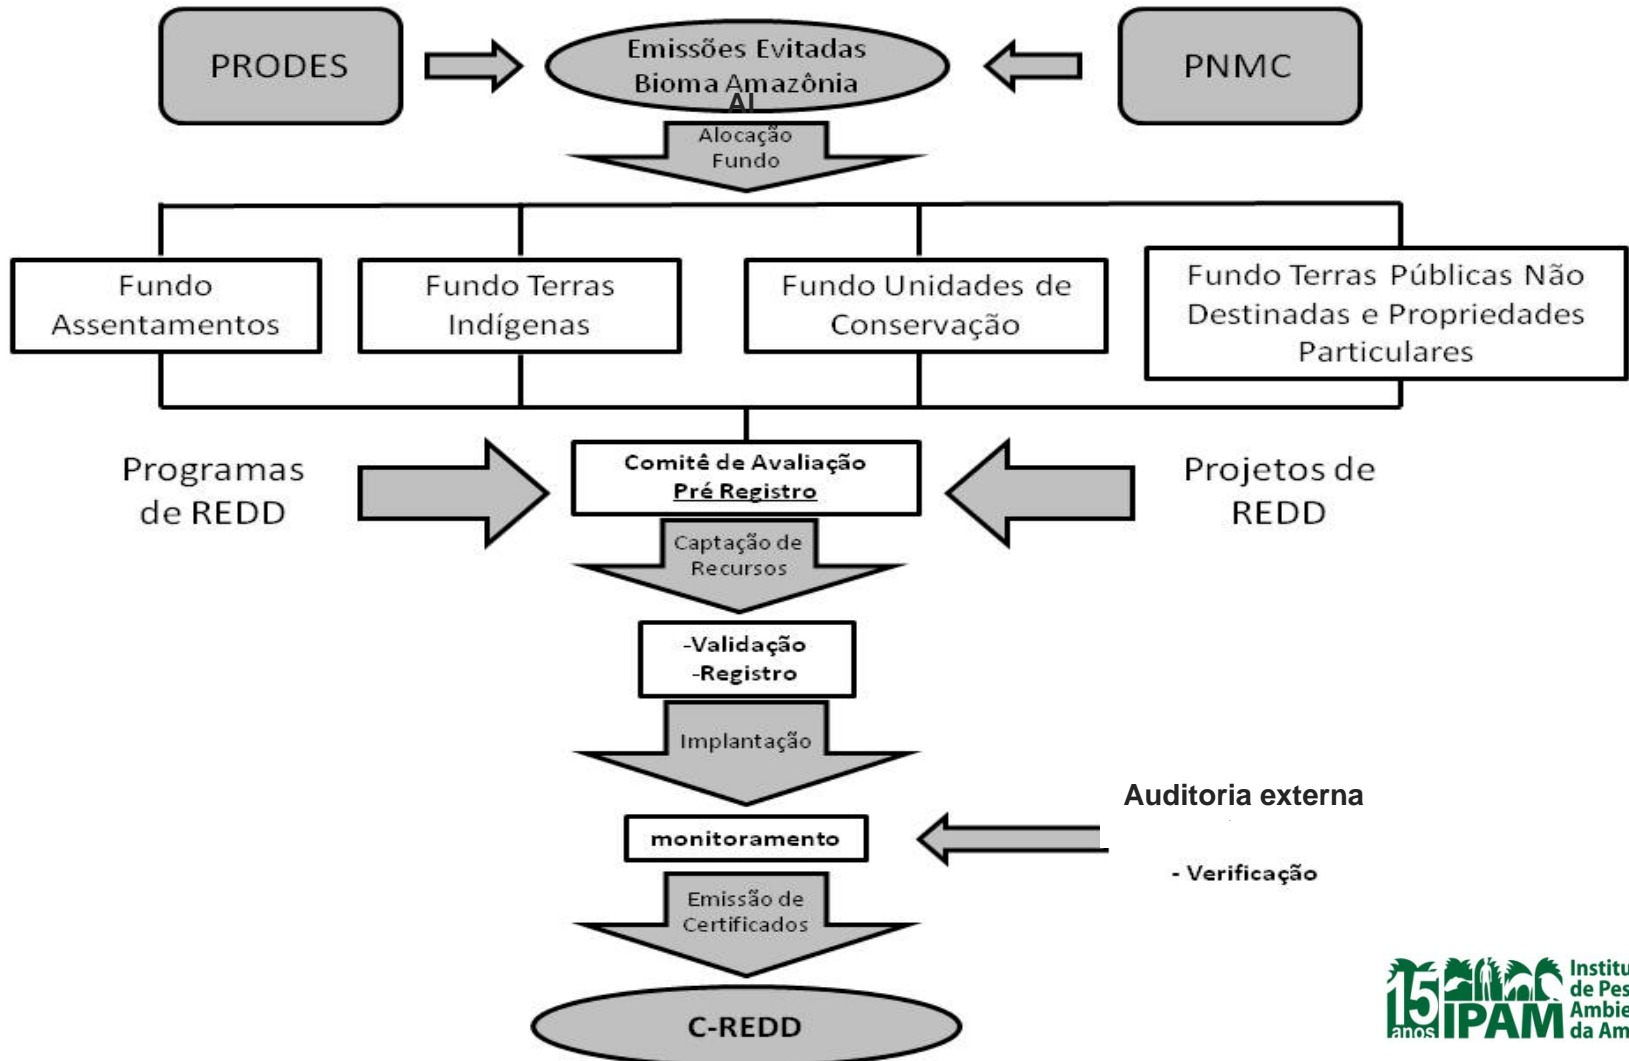 PRODES
Emissões Evitadas
Bioma Amazônia
PNMC
Al
Alocação
Fundo
Fundo
Assentamentos
Fundo Terras
Indígenas
Fundo Unidades de
Conservação
Fundo Terras Públicas Não
Destinadas e Propriedades
Particulares
Programas
de REDD
Comitê de Avaliação
Pré Registro
Projetos de
REDD
Captação de
Recursos
-Validação
-Registro
Implantação
Auditoria externa
monitoramento
- Verificação
Emissão de
Certificados
C-REDD
15
anos
IPAM
Institu
de Pes
Ambie
da Am